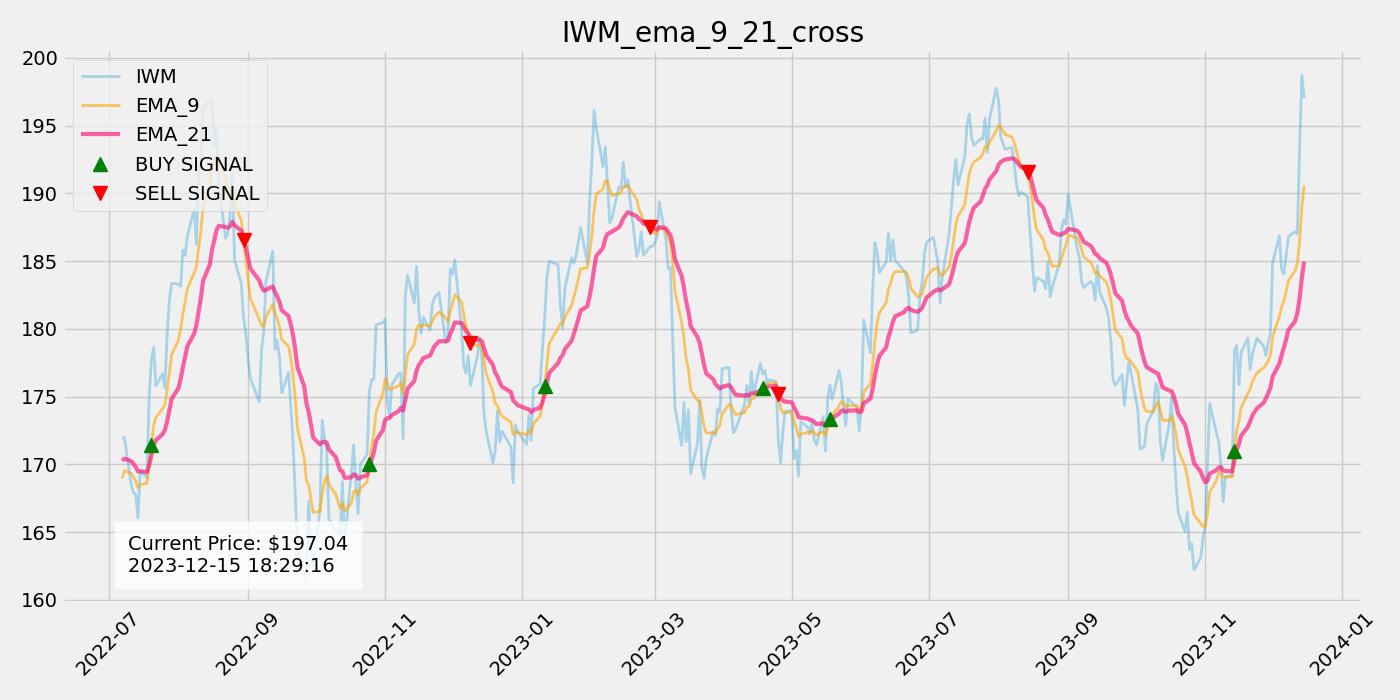 IWM_ema_9_21_cross
200
195
190
185
180
175
170
165
160
IWM
EMA_9
EMA_21
BUY SIGNAL
SELL SIGNAL
Current Price: $197.04
2023-12-15 18:29:16
2022-07
2022-09
2022-11
2023-01
2023-03
2023-05
2023-07
2023-09
2023-11
2024-01